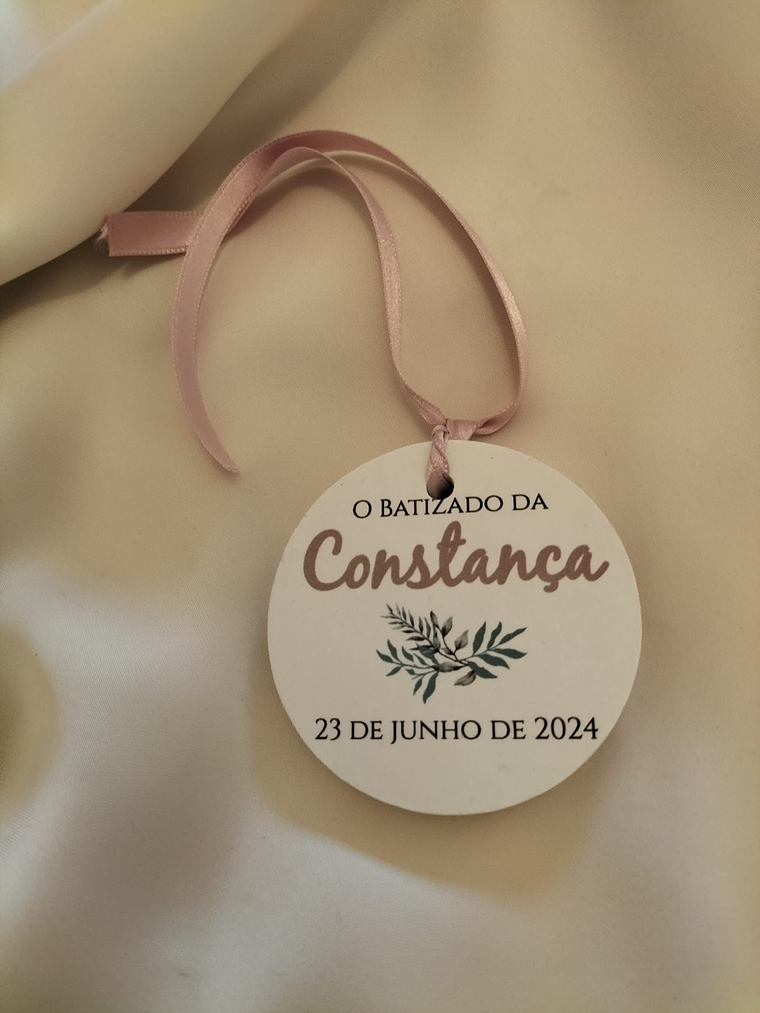 O BATIZADO DA
Constança
23 DE JUNHO DE 2024